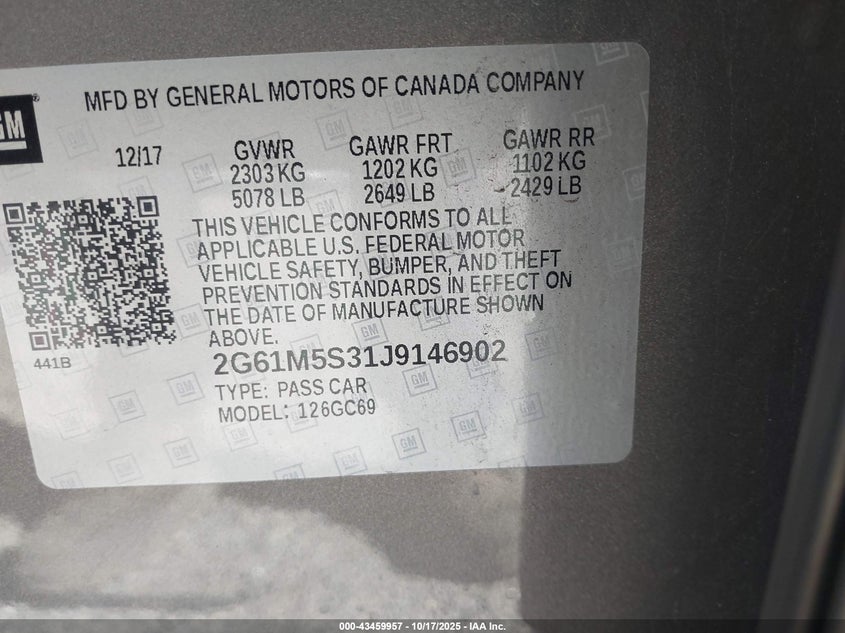 GM
MFD BY GENERAL MOTORS OF CANADA COMPANY
12/17 GVWR GAWR FRT GAWR RR
2303 KG 1202 KG 1102 KG
5078 LB 2649 LB 2429 LB
THIS VEHICLE CONFORMS TO ALL
APPLICABLE U.S. FEDERAL MOTOR
VEHICLE SAFETY, BUMPER, AND THEFT
PREVENTION STANDARDS IN EFFECT ON
THE DATE OF MANUFACTURE SHOWN
ABOVE.
441B
2G61M5S31J9146902
TYPE: PASS CAR
MODEL: 126GC69
000-43459957 - 10/17/2025 - IAA Inc.